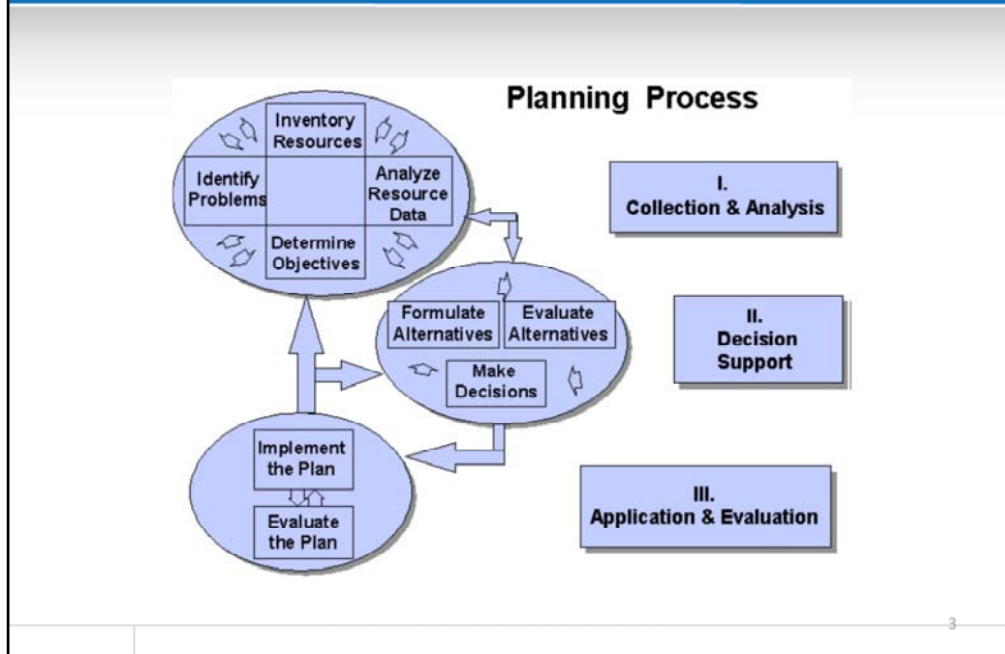 Planning Process
Inventory
Resources
Identify
Problems
Analyze
Resource
Data
Determine
Objectives
I.
Collection & Analysis
Formulate
Alternatives
Evaluate
Alternatives
Make
Decisions
II.
Decision
Support
Implement
the Plan
Evaluate
the Plan
III.
Application & Evaluation
3